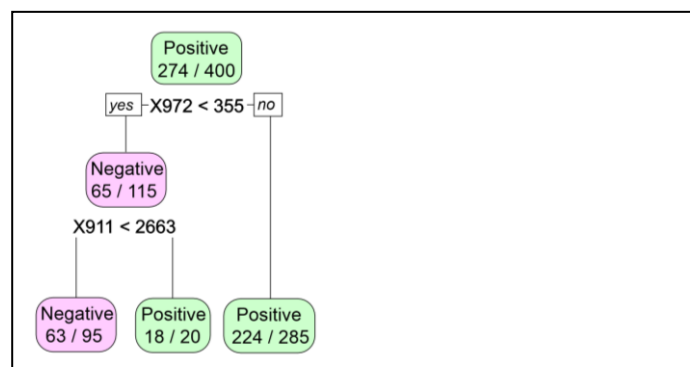 Positive
274 / 400
yes X972 < 355 no
Negative
65 / 115
X911 < 2663
Negative
63 / 95
Positive
18 / 20
Positive
224 / 285